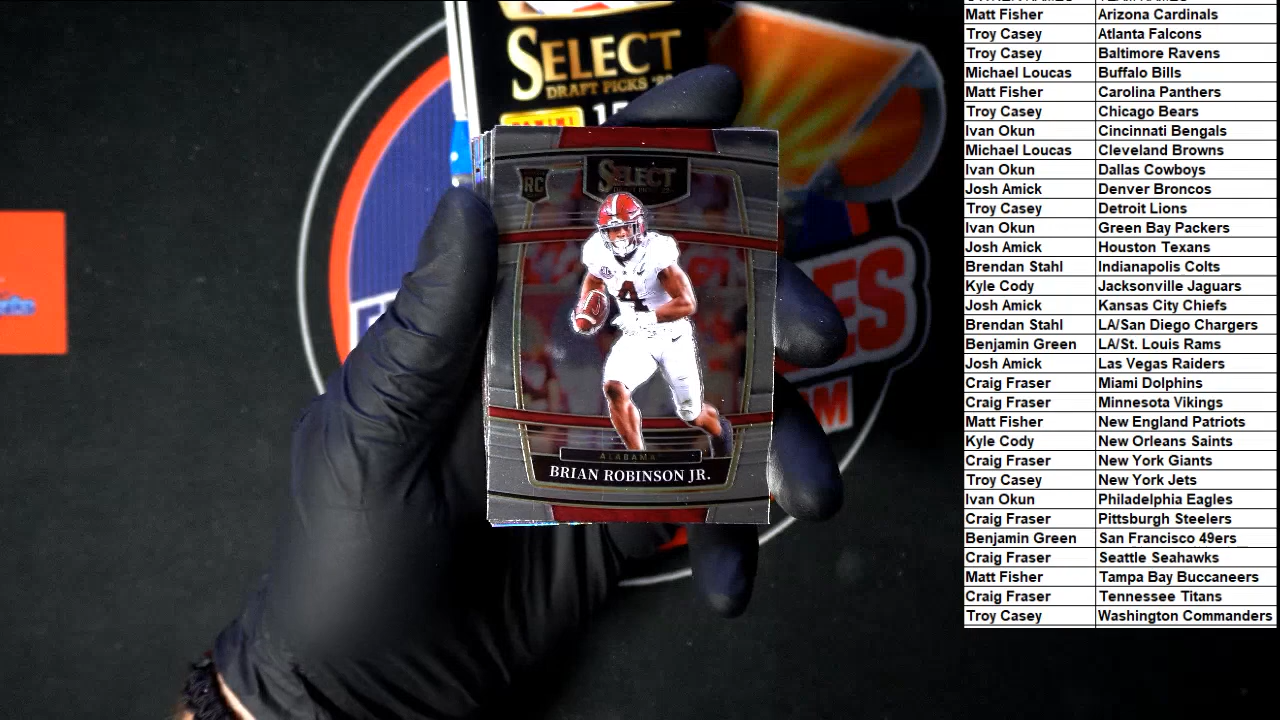 SELECT
DRAFT PICKS
PANINI
RC
SELECT
4
ALABAMA
BRIAN ROBINSON JR.
Matt Fisher Arizona Cardinals
Troy Casey Atlanta Falcons
Troy Casey Baltimore Ravens
Michael Loucas Buffalo Bills
Matt Fisher Carolina Panthers
Troy Casey Chicago Bears
Ivan Okun Cincinnati Bengals
Michael Loucas Cleveland Browns
Ivan Okun Dallas Cowboys
Josh Amick Denver Broncos
Troy Casey Detroit Lions
Ivan Okun Green Bay Packers
Josh Amick Houston Texans
Brendan Stahl Indianapolis Colts
Kyle Cody Jacksonville Jaguars
Josh Amick Kansas City Chiefs
Brendan Stahl LA/San Diego Chargers
Benjamin Green LA/St. Louis Rams
Josh Amick Las Vegas Raiders
Craig Fraser Miami Dolphins
Craig Fraser Minnesota Vikings
Matt Fisher New England Patriots
Kyle Cody New Orleans Saints
Craig Fraser New York Giants
Troy Casey New York Jets
Ivan Okun Philadelphia Eagles
Craig Fraser Pittsburgh Steelers
Benjamin Green San Francisco 49ers
Craig Fraser Seattle Seahawks
Matt Fisher Tampa Bay Buccaneers
Craig Fraser Tennessee Titans
Troy Casey Washington Commanders